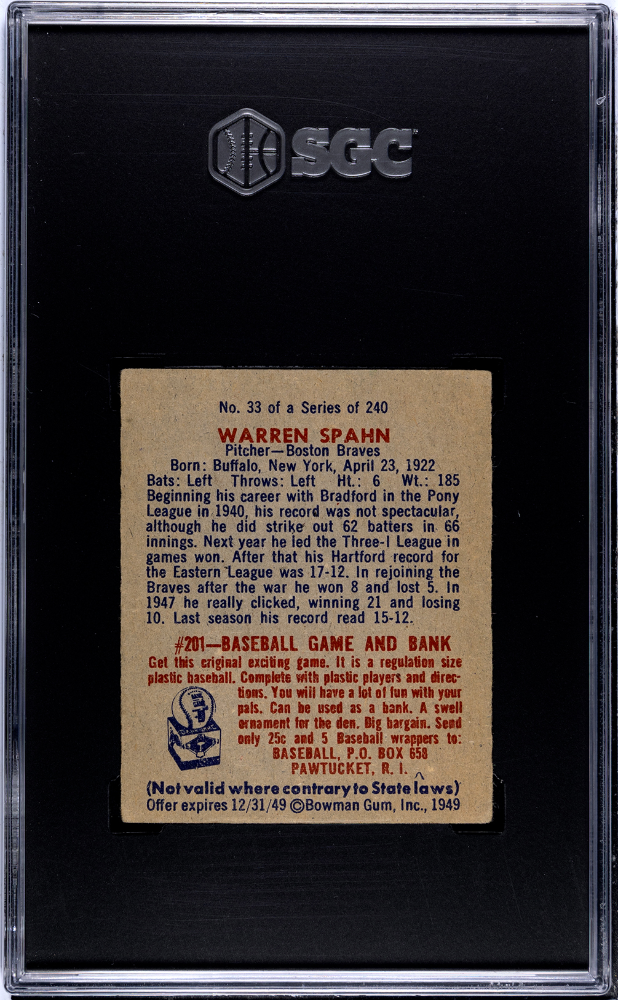 SGC
No. 33 of a Series of 240
WARREN SPAHN
Pitcher—Boston Braves
Born: Buffalo, New York, April 23, 1922
Bats: Left Throws: Left Ht.: 6 Wt.: 185
Beginning his career with Bradford in the Pony
League in 1940, his record was not spectacular,
although he did strike out 62 batters in 66
innings. Next year he led the Three-I League in
games won. After that his Hartford record for
the Eastern League was 17-12. In rejoining the
Braves after the war he won 8 and lost 5. In
1947 he really clicked, winning 21 and losing
10. Last season his record read 15-12.
#201—BASEBALL GAME AND BANK
Get this original exciting game. It is a regulation size
plastic baseball. Complete with plastic players and direc-
tions. You will have a lot of fun with your
pals. Can be used as a bank. A swell
ornament for the den. Big bargain. Send
only 25c and 5 Baseball wrappers to:
BASEBALL, P.O. BOX 658
PAWTUCKET, R. I.
(Not valid where contrary to State laws)
Offer expires 12/31/49 ©Bowman Gum, Inc., 1949